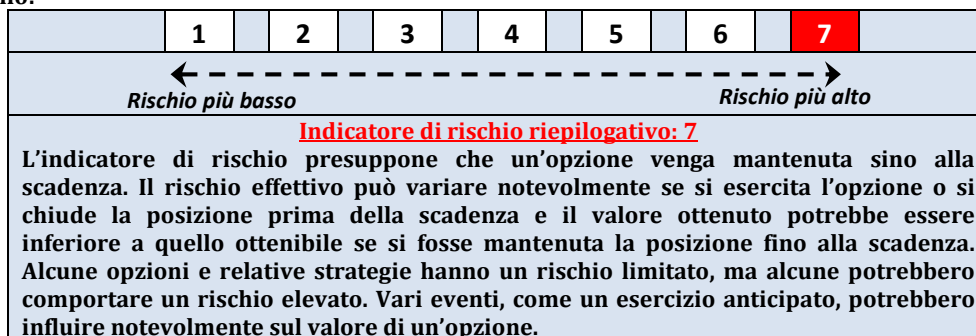 no.
1 2 3 4 5 6 7
Rischio più basso Rischio più alto
Indicatore di rischio riepilogativo: 7
L’indicatore di rischio presuppone che un’opzione venga mantenuta sino alla
scadenza. Il rischio effettivo può variare notevolmente se si esercita l’opzione o si
chiude la posizione prima della scadenza e il valore ottenuto potrebbe essere
inferiore a quello ottenibile se si fosse mantenuta la posizione fino alla scadenza.
Alcune opzioni e relative strategie hanno un rischio limitato, ma alcune potrebbero
comportare un rischio elevato. Vari eventi, come un esercizio anticipato, potrebbero
influire notevolmente sul valore di un’opzione.